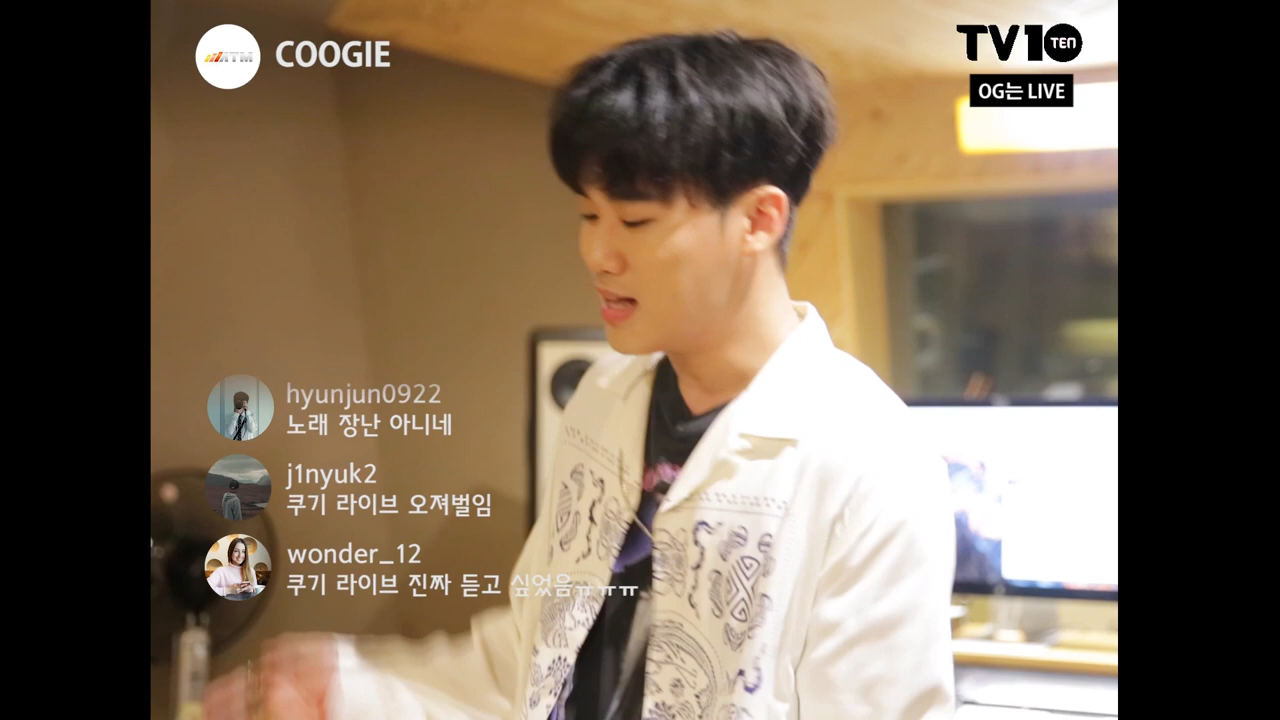 ATM
COOGIE
TV10
TEN
OG는 LIVE
hyunjun0922
노래 장난 아니네
j1nyuk2
쿠기 라이브 오져벌임
wonder_12
쿠기 라이브 진짜 듣고 싶었음ㅠㅠㅠ